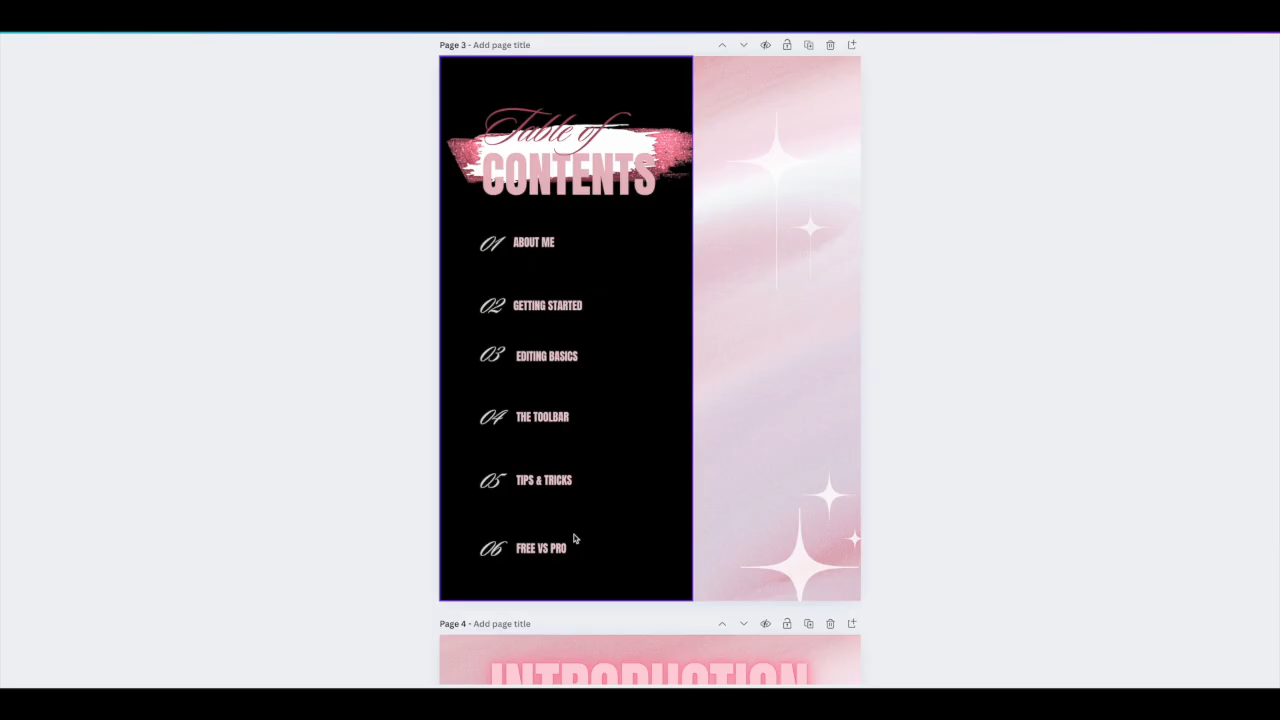 Page 3 - Add page title
Table of
CONTENTS
01 ABOUT ME
02 GETTING STARTED
03 EDITING BASICS
04 THE TOOLBAR
05 TIPS & TRICKS
06 FREE VS PRO
Page 4 - Add page title
INTRODUCTION